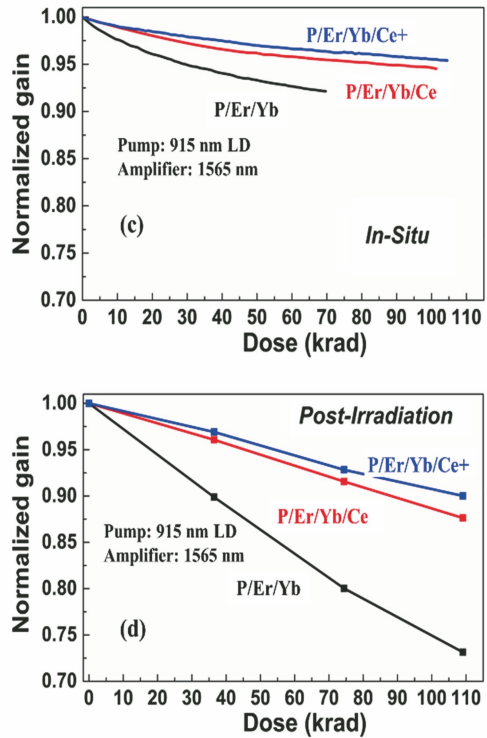 1.00
0.95
0.90
0.85
0.80
0.75
0.70
Normalized gain
P/Er/Yb/Ce+
P/Er/Yb/Ce
P/Er/Yb
Pump: 915 nm LD
Amplifier: 1565 nm
(c)
In-Situ
0 10 20 30 40 50 60 70 80 90 100 110
Dose (krad)
1.00
0.95
0.90
0.85
0.80
0.75
0.70
Normalized gain
Post-Irradiation
P/Er/Yb/Ce+
P/Er/Yb/Ce
Pump: 915 nm LD
Amplifier: 1565 nm
P/Er/Yb
(d)
0 10 20 30 40 50 60 70 80 90 100 110
Dose (krad)